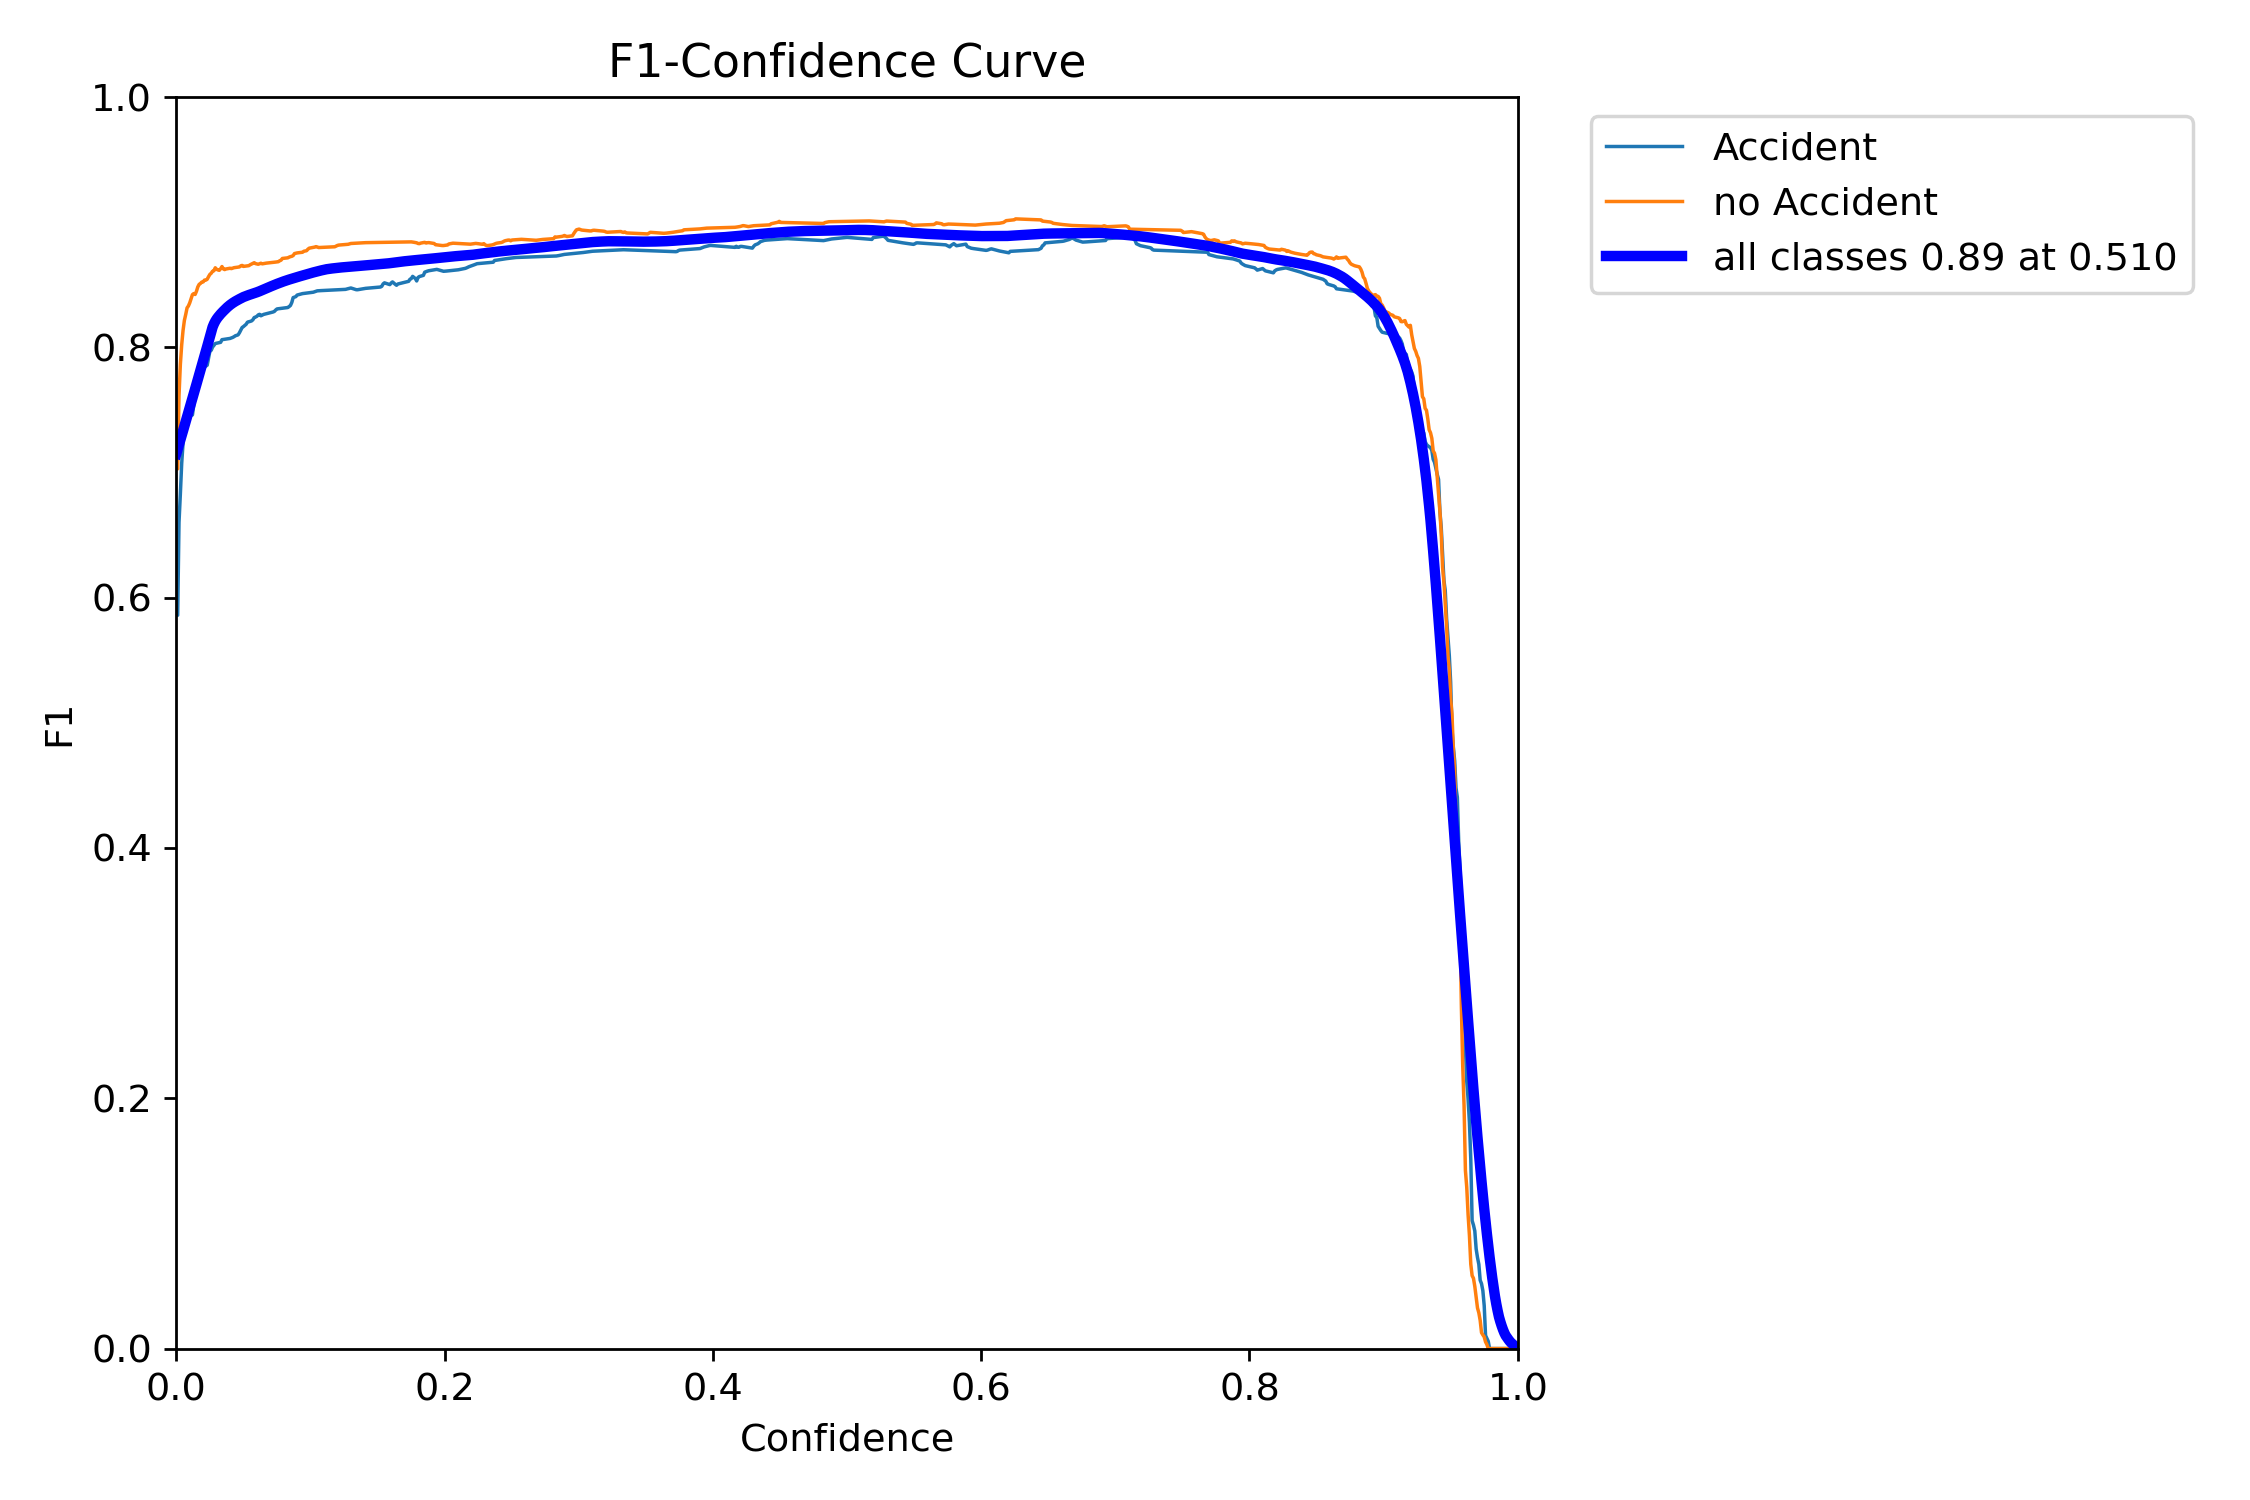 F1-Confidence Curve
1.0
0.8
0.6
0.4
0.2
0.0
F1
0.0 0.2 0.4 0.6 0.8 1.0
Confidence
Accident
no Accident
all classes 0.89 at 0.510